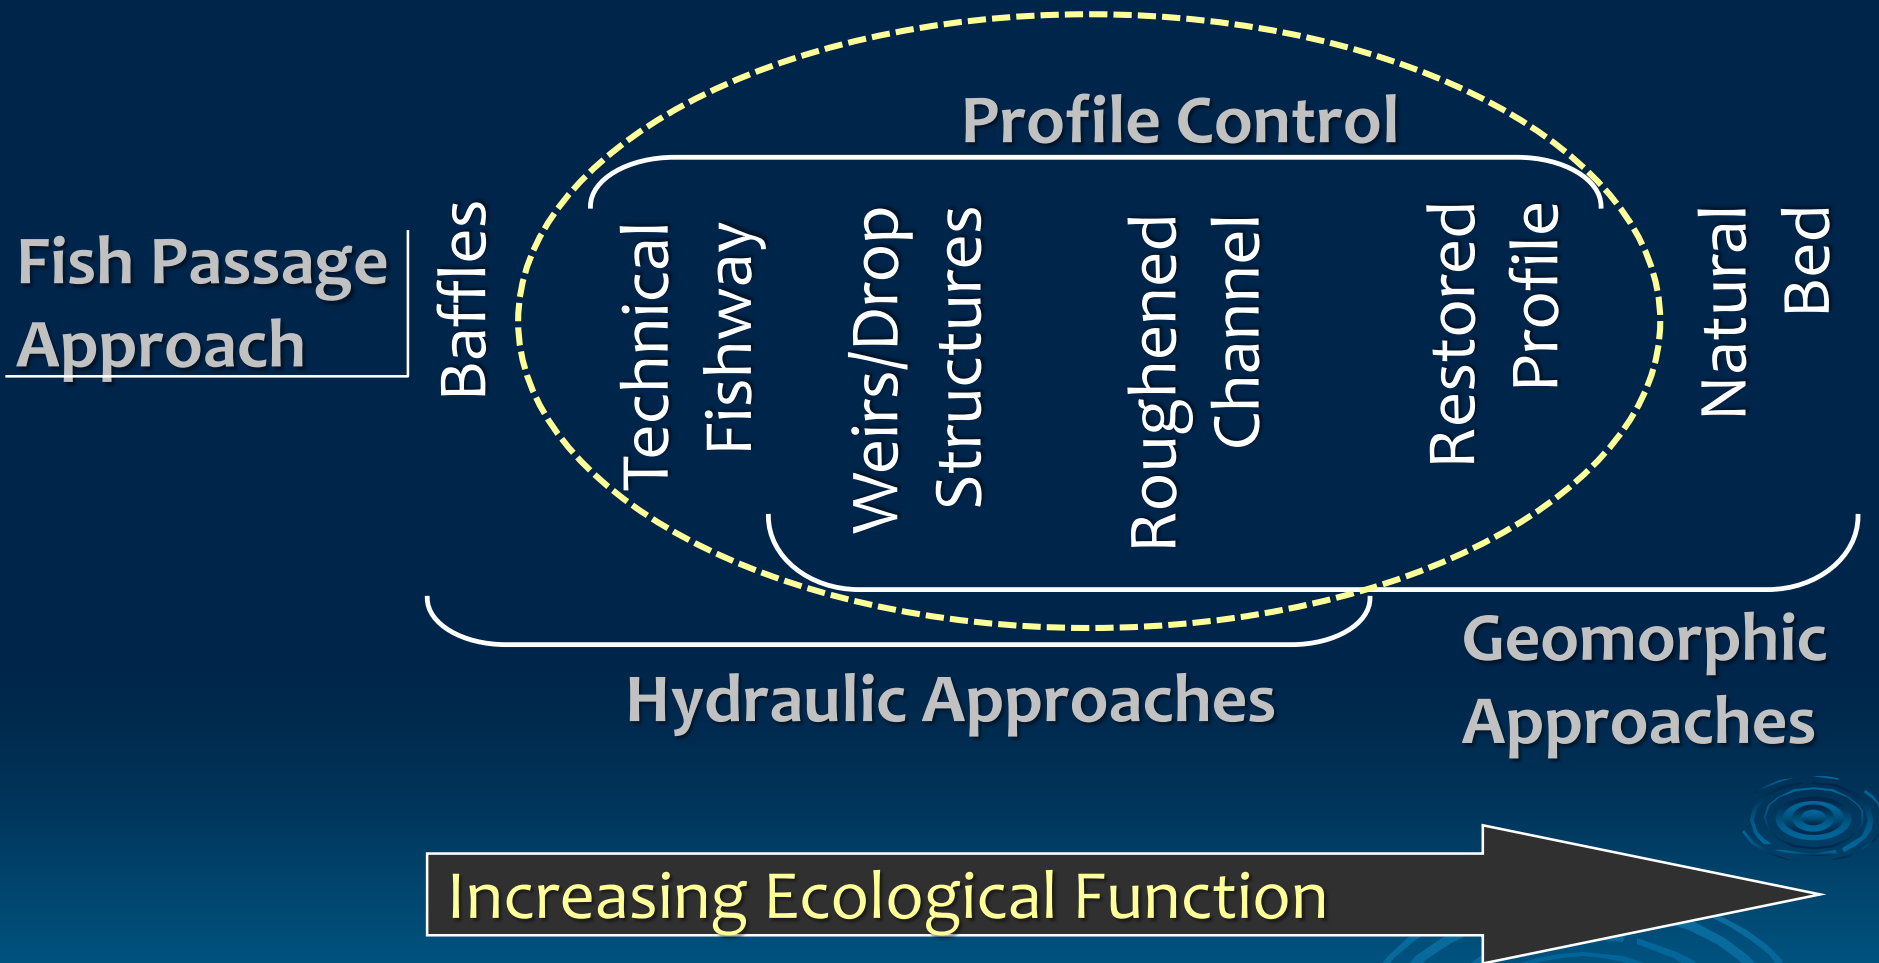 Profile Control
Fish Passage
Approach
Baffles
Technical
Fishway
Weirs/Drop
Structures
Roughened
Channel
Restored
Profile
Natural
Bed
Hydraulic Approaches
Geomorphic
Approaches
Increasing Ecological Function